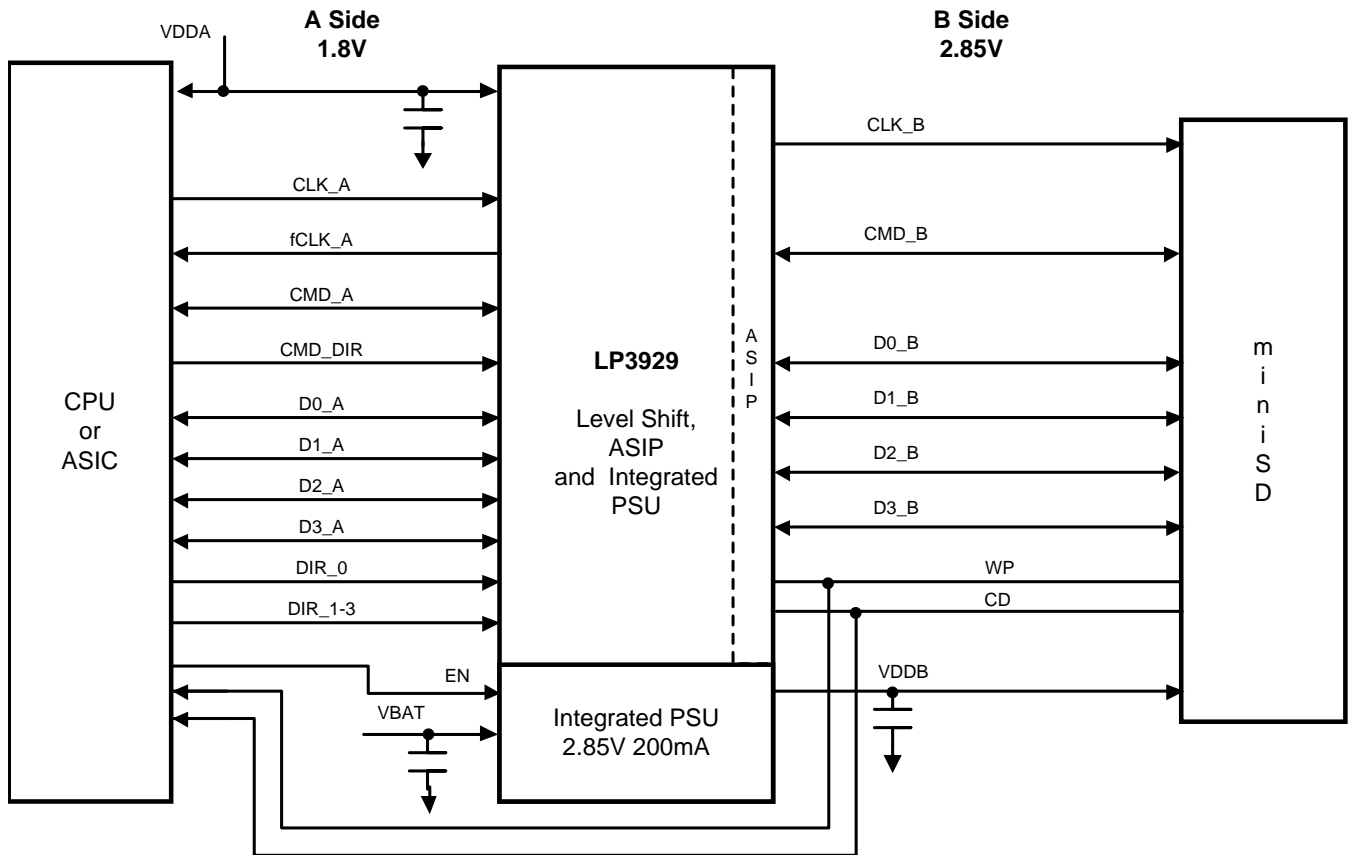 A Side
1.8V
B Side
2.85V
VDDA
CLK_A
fCLK_A
CMD_A
CMD_DIR
D0_A
D1_A
D2_A
D3_A
DIR_0
DIR_1-3
EN
VBAT
CPU
or
ASIC
LP3929
Level Shift,
ASIP
and Integrated
PSU
A
S
I
P
Integrated PSU
2.85V 200mA
CLK_B
CMD_B
D0_B
D1_B
D2_B
D3_B
WP
CD
VDDB
m
i
n
i
S
D